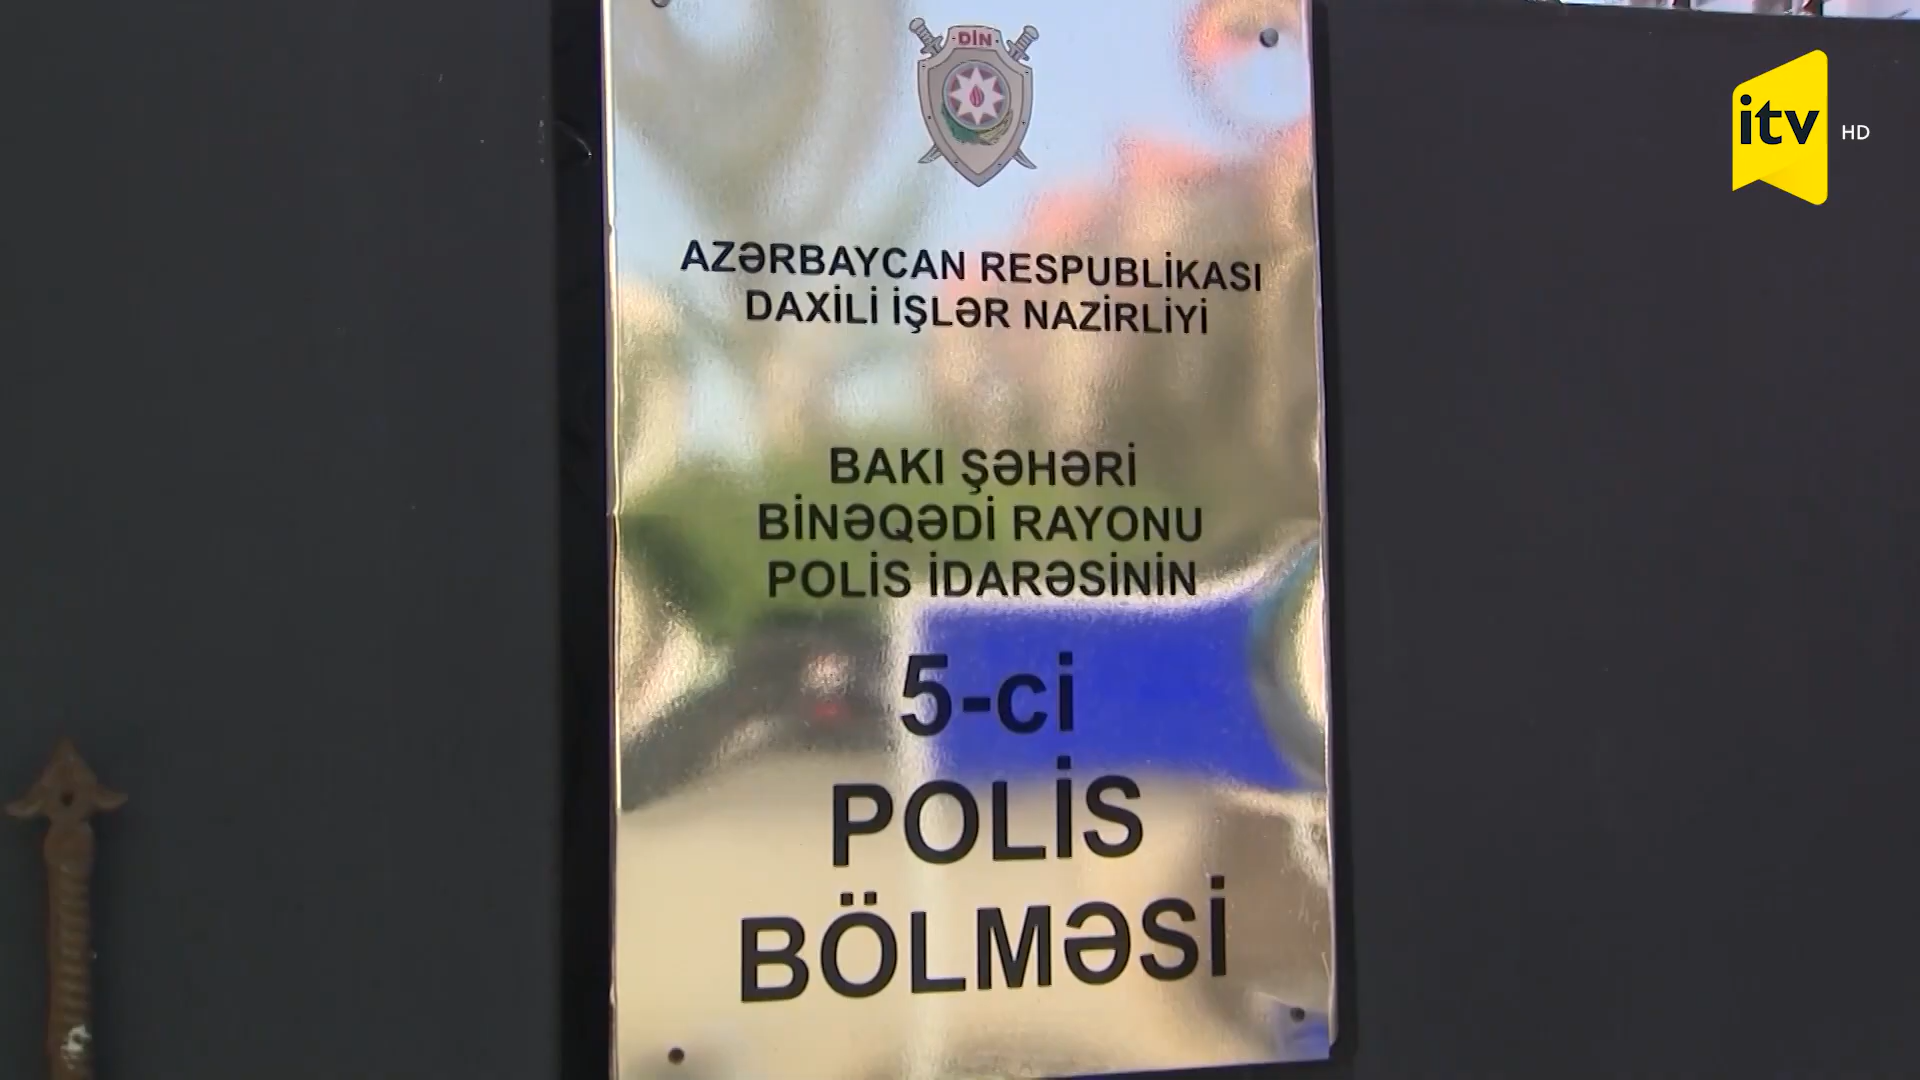 DİN
AZƏRBAYCAN RESPUBLİKASI
DAXİLİ İŞLƏR NAZİRLİYİ
BAKI ŞƏHƏRİ
BİNƏQƏDİ RAYONU
POLİS İDARƏSİNİN
5-ci
POLİS
BÖLMƏSİ
itv HD